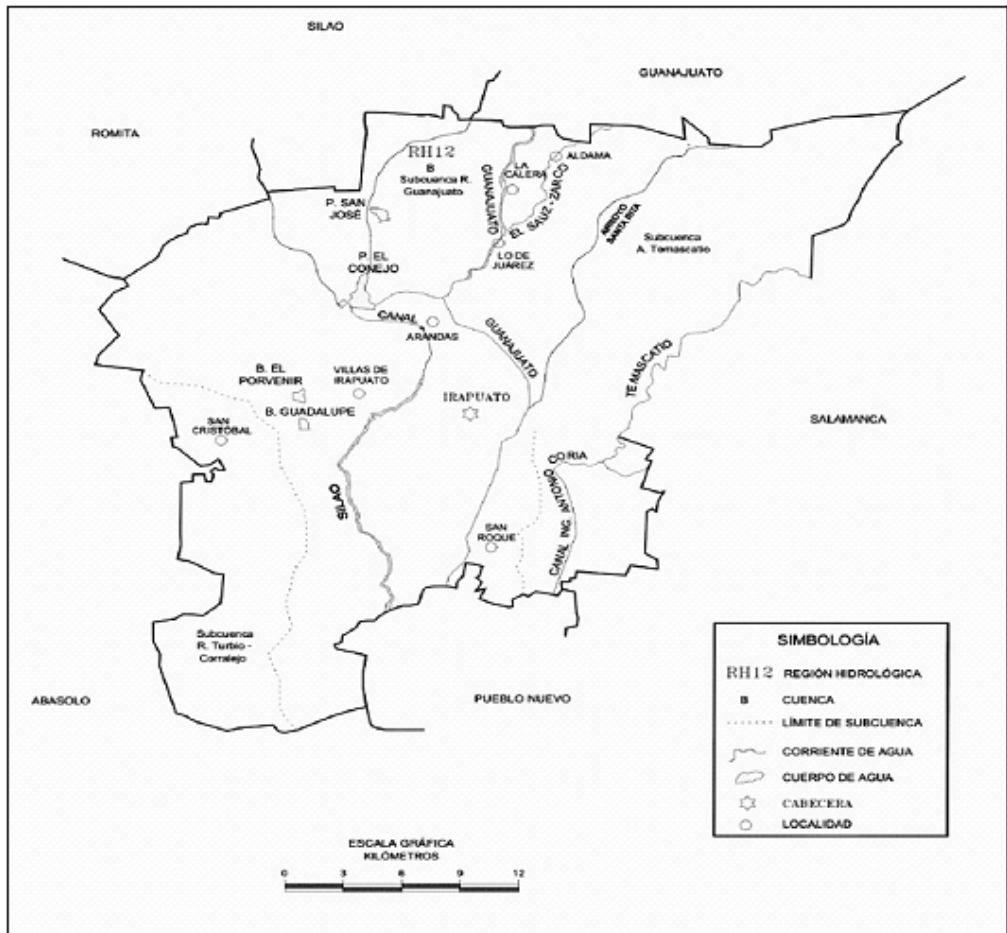 SILAO
GUANAJUATO
ROMITA
RH12
B
Subcuenca R.
Guanajuato
LA
CALERA
ALDAMA
GUANAJUATO
EL SAUZ - ZARCO
P. SAN
JOSÉ
ARROYO
SANTA RITA
Subcuenca
A. Temascatio
LO DE
JUÁREZ
P. EL
CONEJO
CANAL
ARANDAS
GUANAJUATO
TEMASCATIO
B. EL
PORVENIR
VILLAS DE
IRAPUATO
B. GUADALUPE
IRAPUATO
SAN
CRISTÓBAL
SALAMANCA
CORIA
SILAO
CANAL ING. ANTONIO
SAN
ROQUE
Subcuenca
R. Turbio -
Corralejo
ABASOLO
PUEBLO NUEVO
SIMBOLOGÍA
RH12 REGIÓN HIDROLÓGICA
B CUENCA
LÍMITE DE SUBCUENCA
CORRIENTE DE AGUA
CUERPO DE AGUA
CABECERA
LOCALIDAD
ESCALA GRÁFICA
KILÓMETROS
0 3 6 9 12